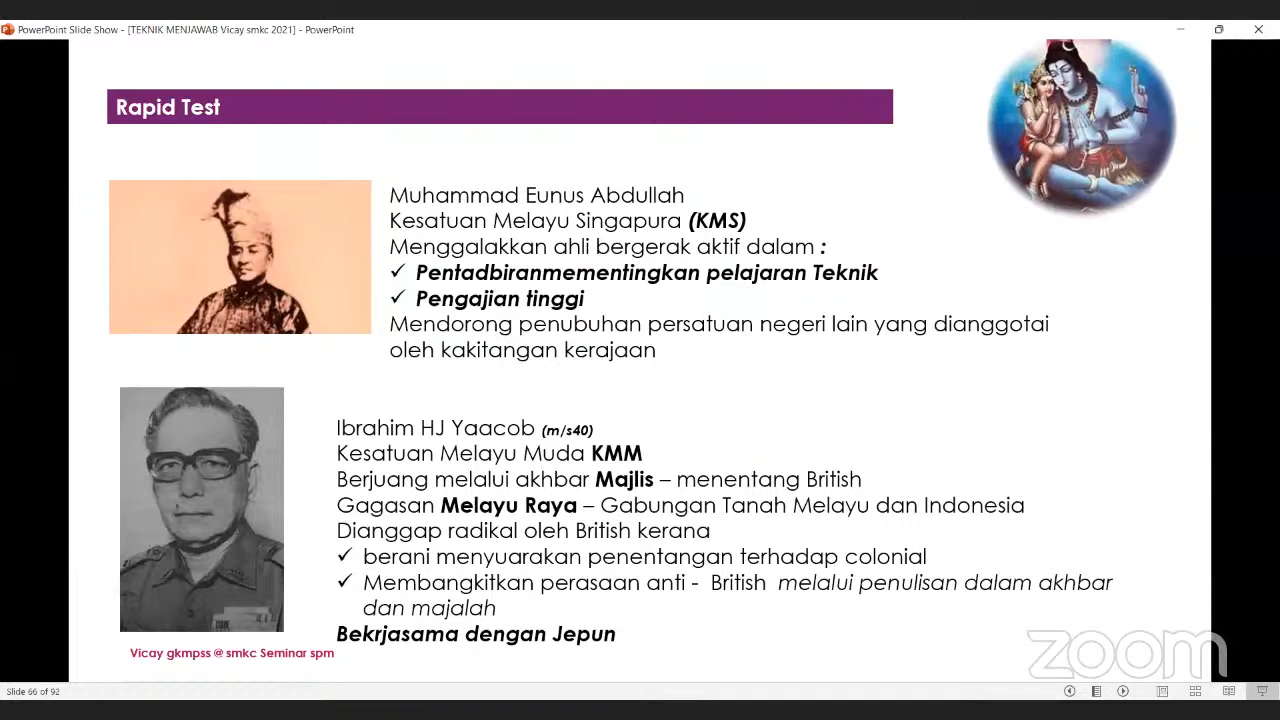 PowerPoint Slide Show - [TEKNIK MENJAWAB Vicay smkc 2021] - PowerPoint
Rapid Test
Muhammad Eunus Abdullah
Kesatuan Melayu Singapura (KMS)
Menggalakkan ahli bergerak aktif dalam :
✓ Pentadbiranmementingkan pelajaran Teknik
✓ Pengajian tinggi
Mendorong penubuhan persatuan negeri lain yang dianggotai
oleh kakitangan kerajaan
Ibrahim HJ Yaacob (m/s40)
Kesatuan Melayu Muda KMM
Berjuang melalui akhbar Majlis – menentang British
Gagasan Melayu Raya – Gabungan Tanah Melayu dan Indonesia
Dianggap radikal oleh British kerana
✓ berani menyuarakan penentangan terhadap colonial
✓ Membangkitkan perasaan anti - British melalui penulisan dalam akhbar
dan majalah
Bekrjasama dengan Jepun
Vicay gkmpss @ smkc Seminar spm
zoom
Slide 66 of 92